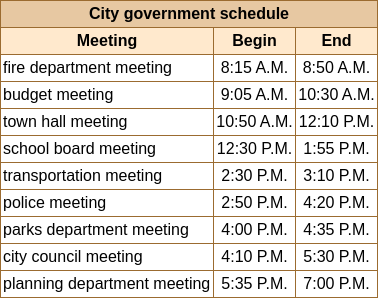 City government schedule
Meeting Begin End
fire department meeting 8:15 A.M. 8:50 A.M.
budget meeting 9:05 A.M. 10:30 A.M.
town hall meeting 10:50 A.M. 12:10 P.M.
school board meeting 12:30 P.M. 1:55 P.M.
transportation meeting 2:30 P.M. 3:10 P.M.
police meeting 2:50 P.M. 4:20 P.M.
parks department meeting 4:00 P.M. 4:35 P.M.
city council meeting 4:10 P.M. 5:30 P.M.
planning department meeting 5:35 P.M. 7:00 P.M.